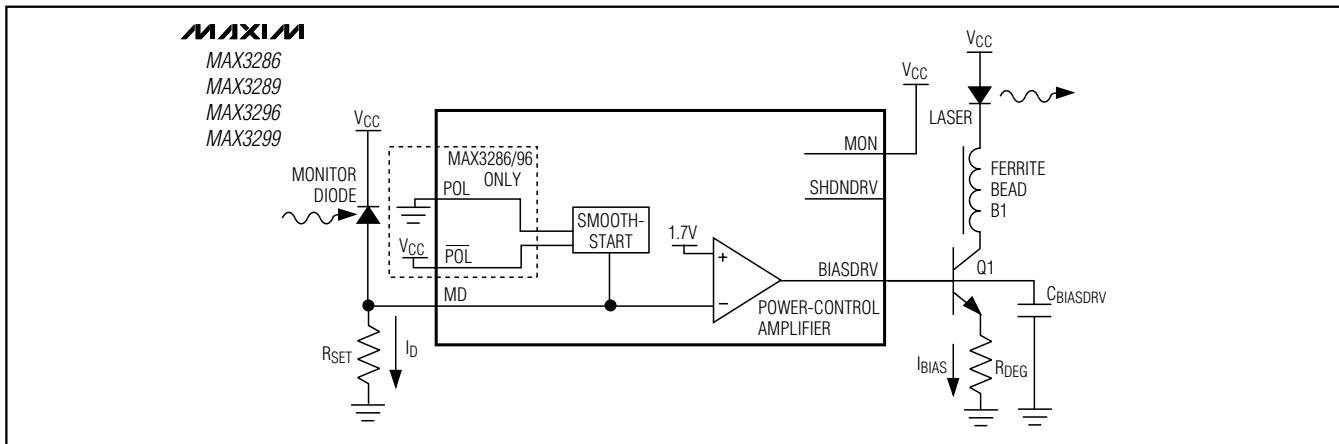 MAXIM
MAX3286
MAX3289
MAX3296
MAX3299
VCC
MONITOR
DIODE
MAX3286/96
ONLY
POL
VCC
POL
MD
RSET
ID
SMOOTH-
START
1.7V
+
−
POWER-CONTROL
AMPLIFIER
MON
SHDNDRV
BIASDRV
VCC
VCC
LASER
FERRITE
BEAD
B1
Q1
CBIASDRV
IBIAS
RDEG